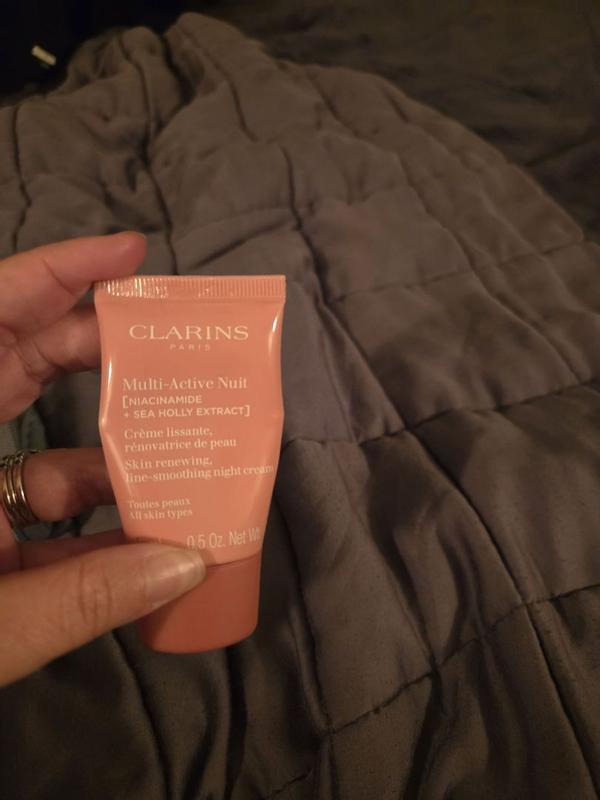 CLARINS
PARIS
Multi-Active Nuit
[NIACINAMIDE
+ SEA HOLLY EXTRACT]
Crème lissante,
rénovatrice de peau
Skin renewing,
line-smoothing night cream
Toutes peaux
All skin types
0.5 Oz. Net Wt